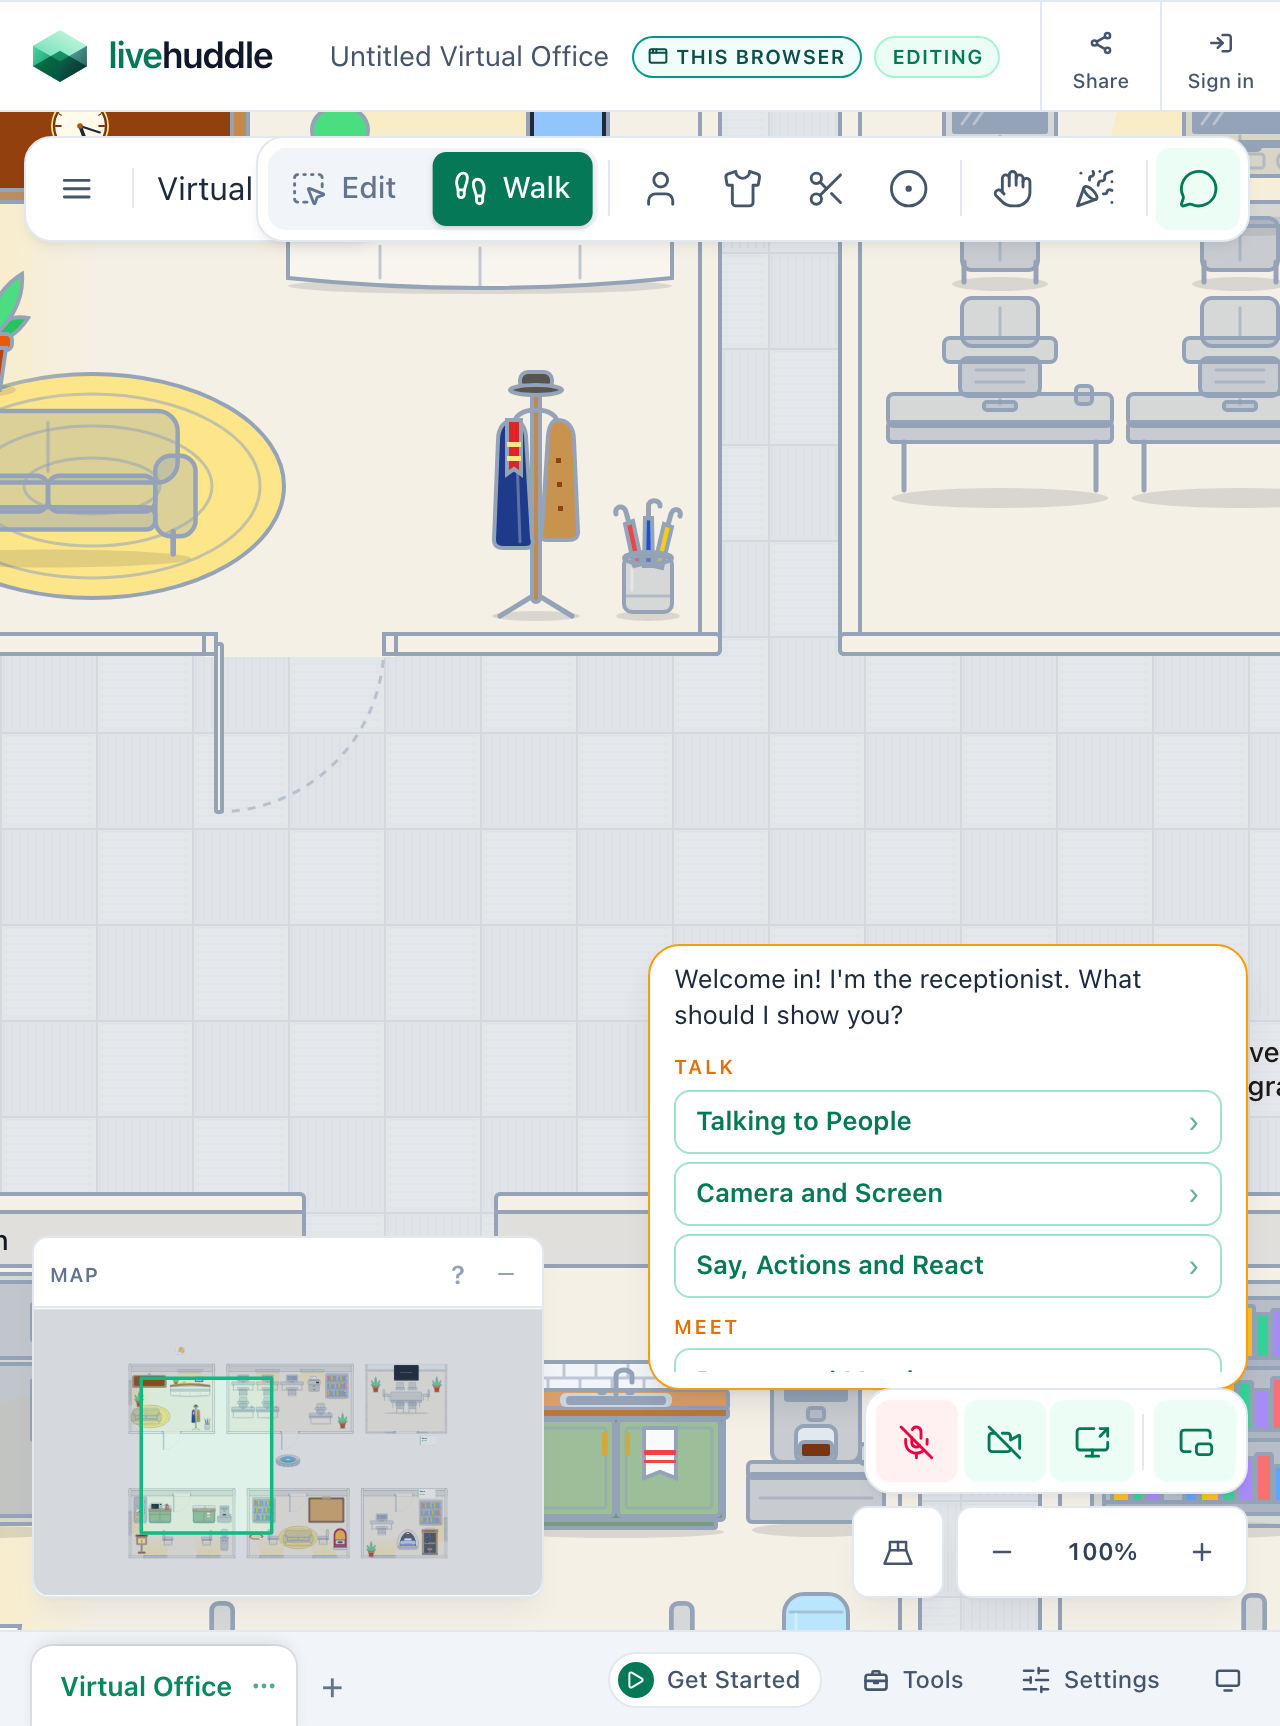 livehuddle
Untitled Virtual Office
THIS BROWSER
EDITING
Share
Sign in
Virtual
Edit
Walk
Welcome in! I'm the receptionist. What
should I show you?
TALK
Talking to People
Camera and Screen
Say, Actions and React
MEET
MAP
?
100%
Virtual Office
Get Started
Tools
Settings